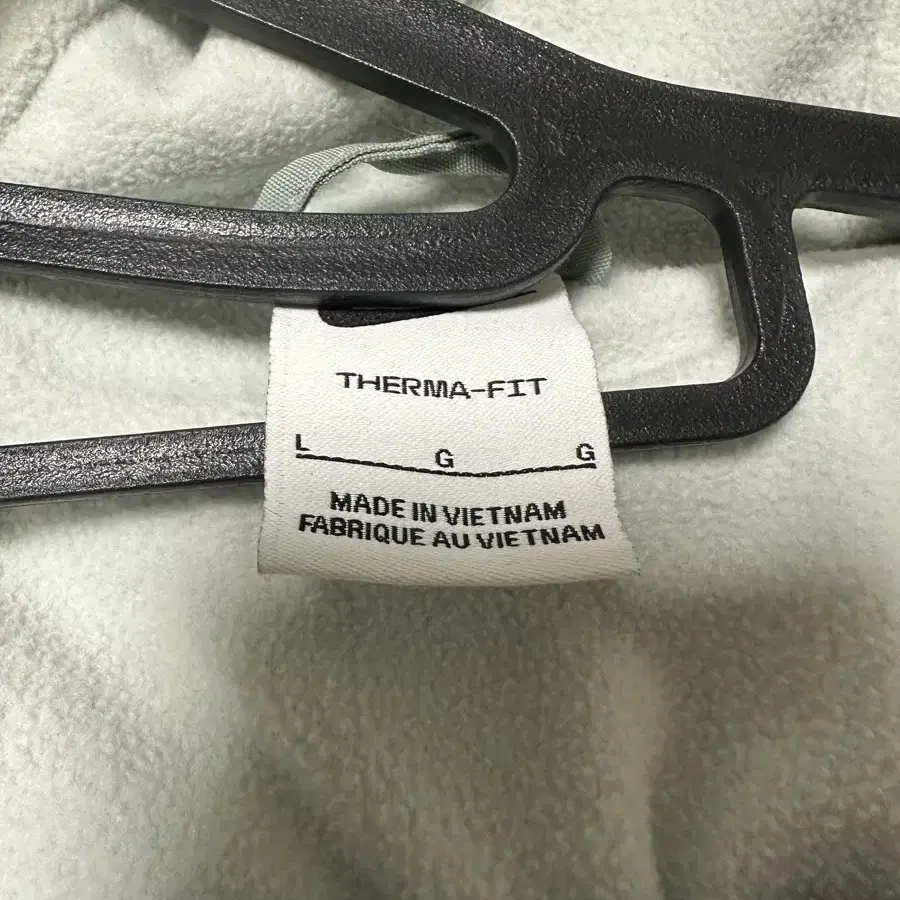 THERMA-FIT
L G G
MADE IN VIETNAM
FABRIQUE AU VIETNAM